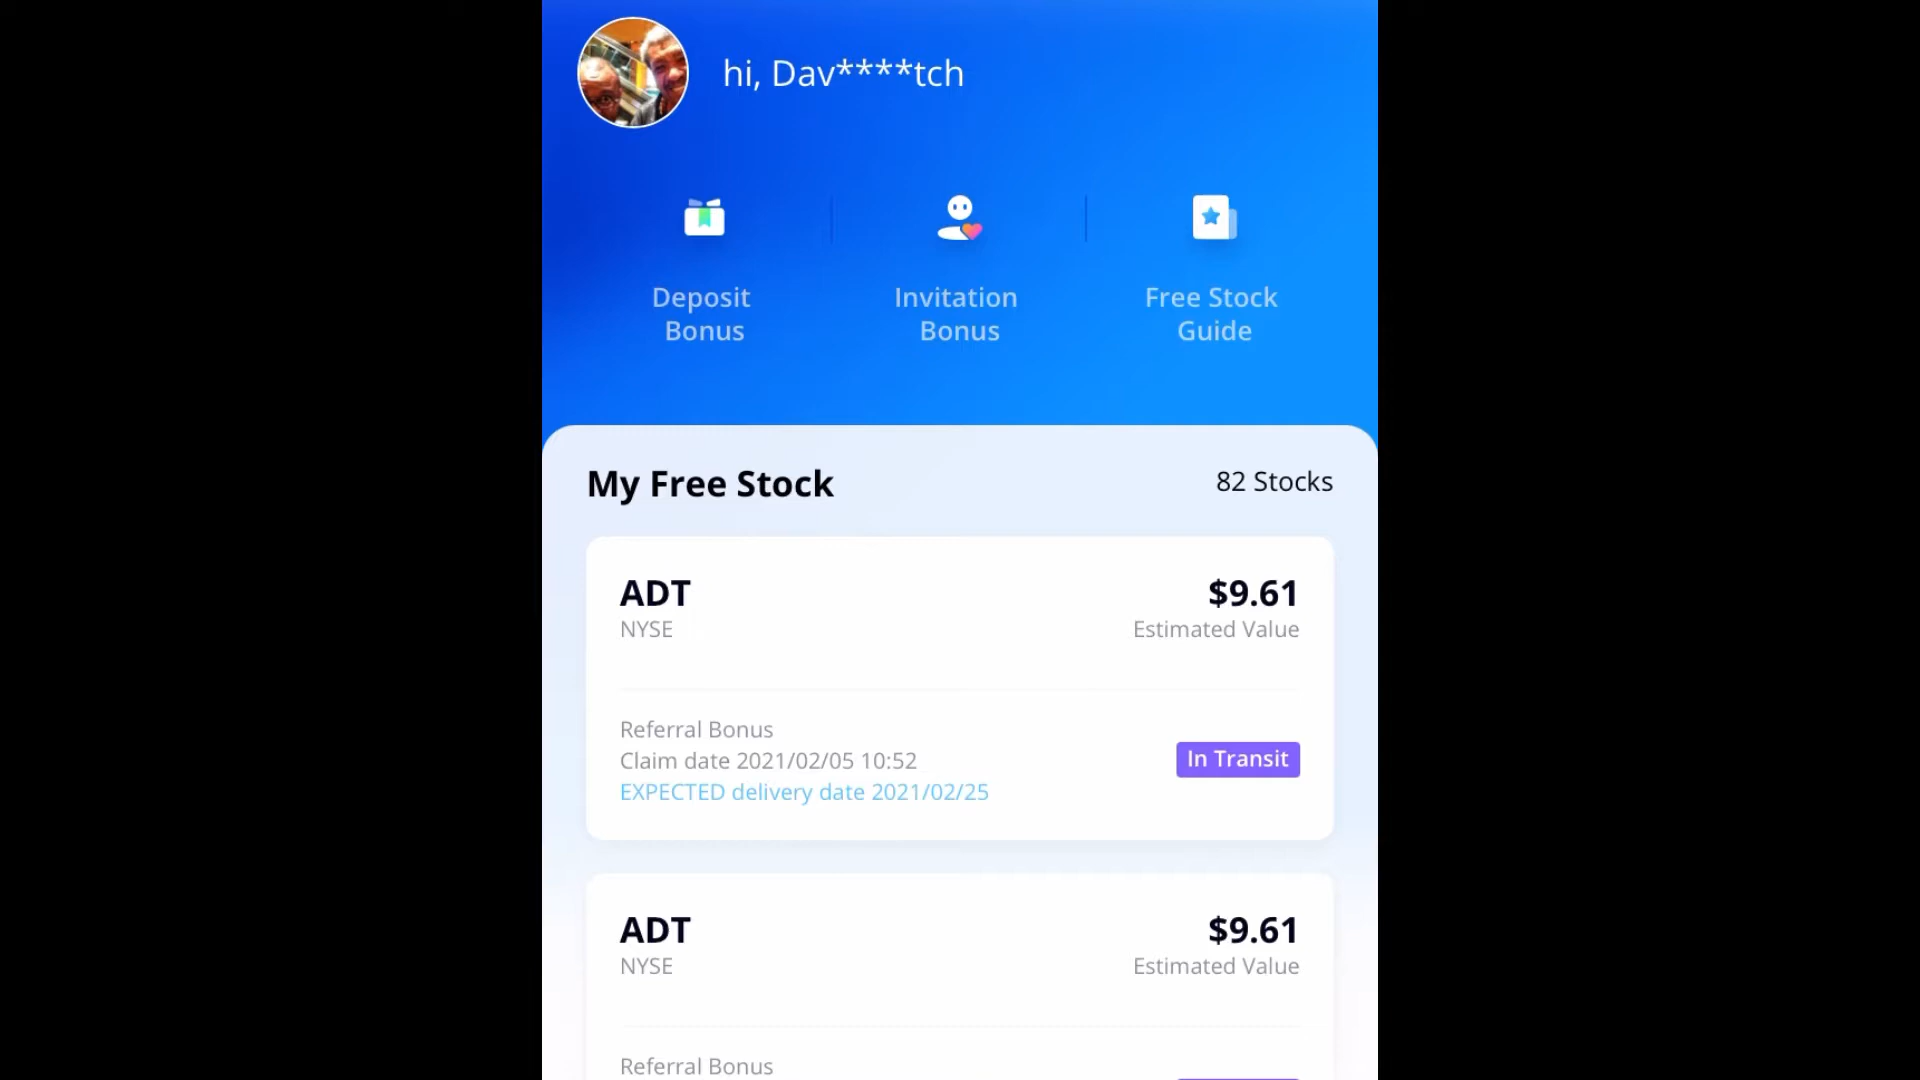 hi, Dav****tch
Deposit Bonus
Invitation Bonus
Free Stock Guide
My Free Stock
82 Stocks
ADT
$9.61
NYSE
Estimated Value
Referral Bonus
Claim date 2021/02/05 10:52
In Transit
EXPECTED delivery date 2021/02/25
ADT
$9.61
NYSE
Estimated Value
Referral Bonus